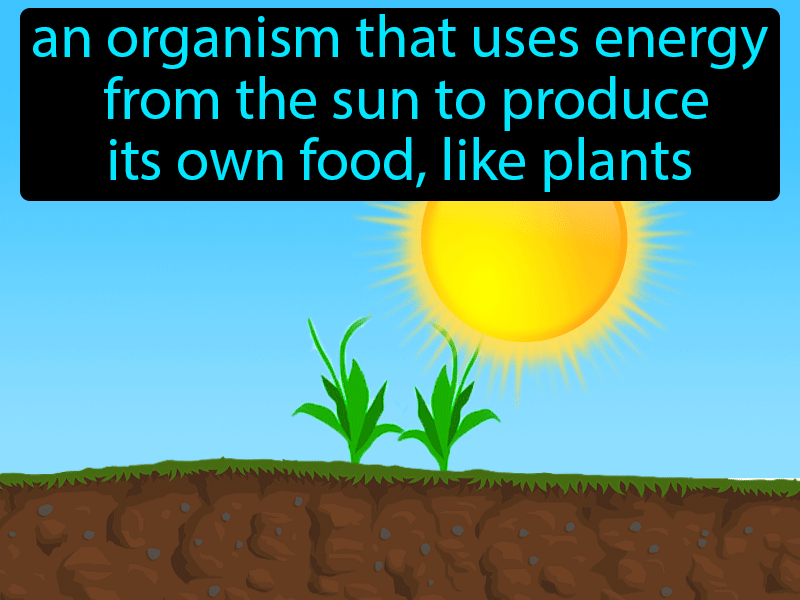 an organism that uses energy
from the sun to produce
its own food, like plants